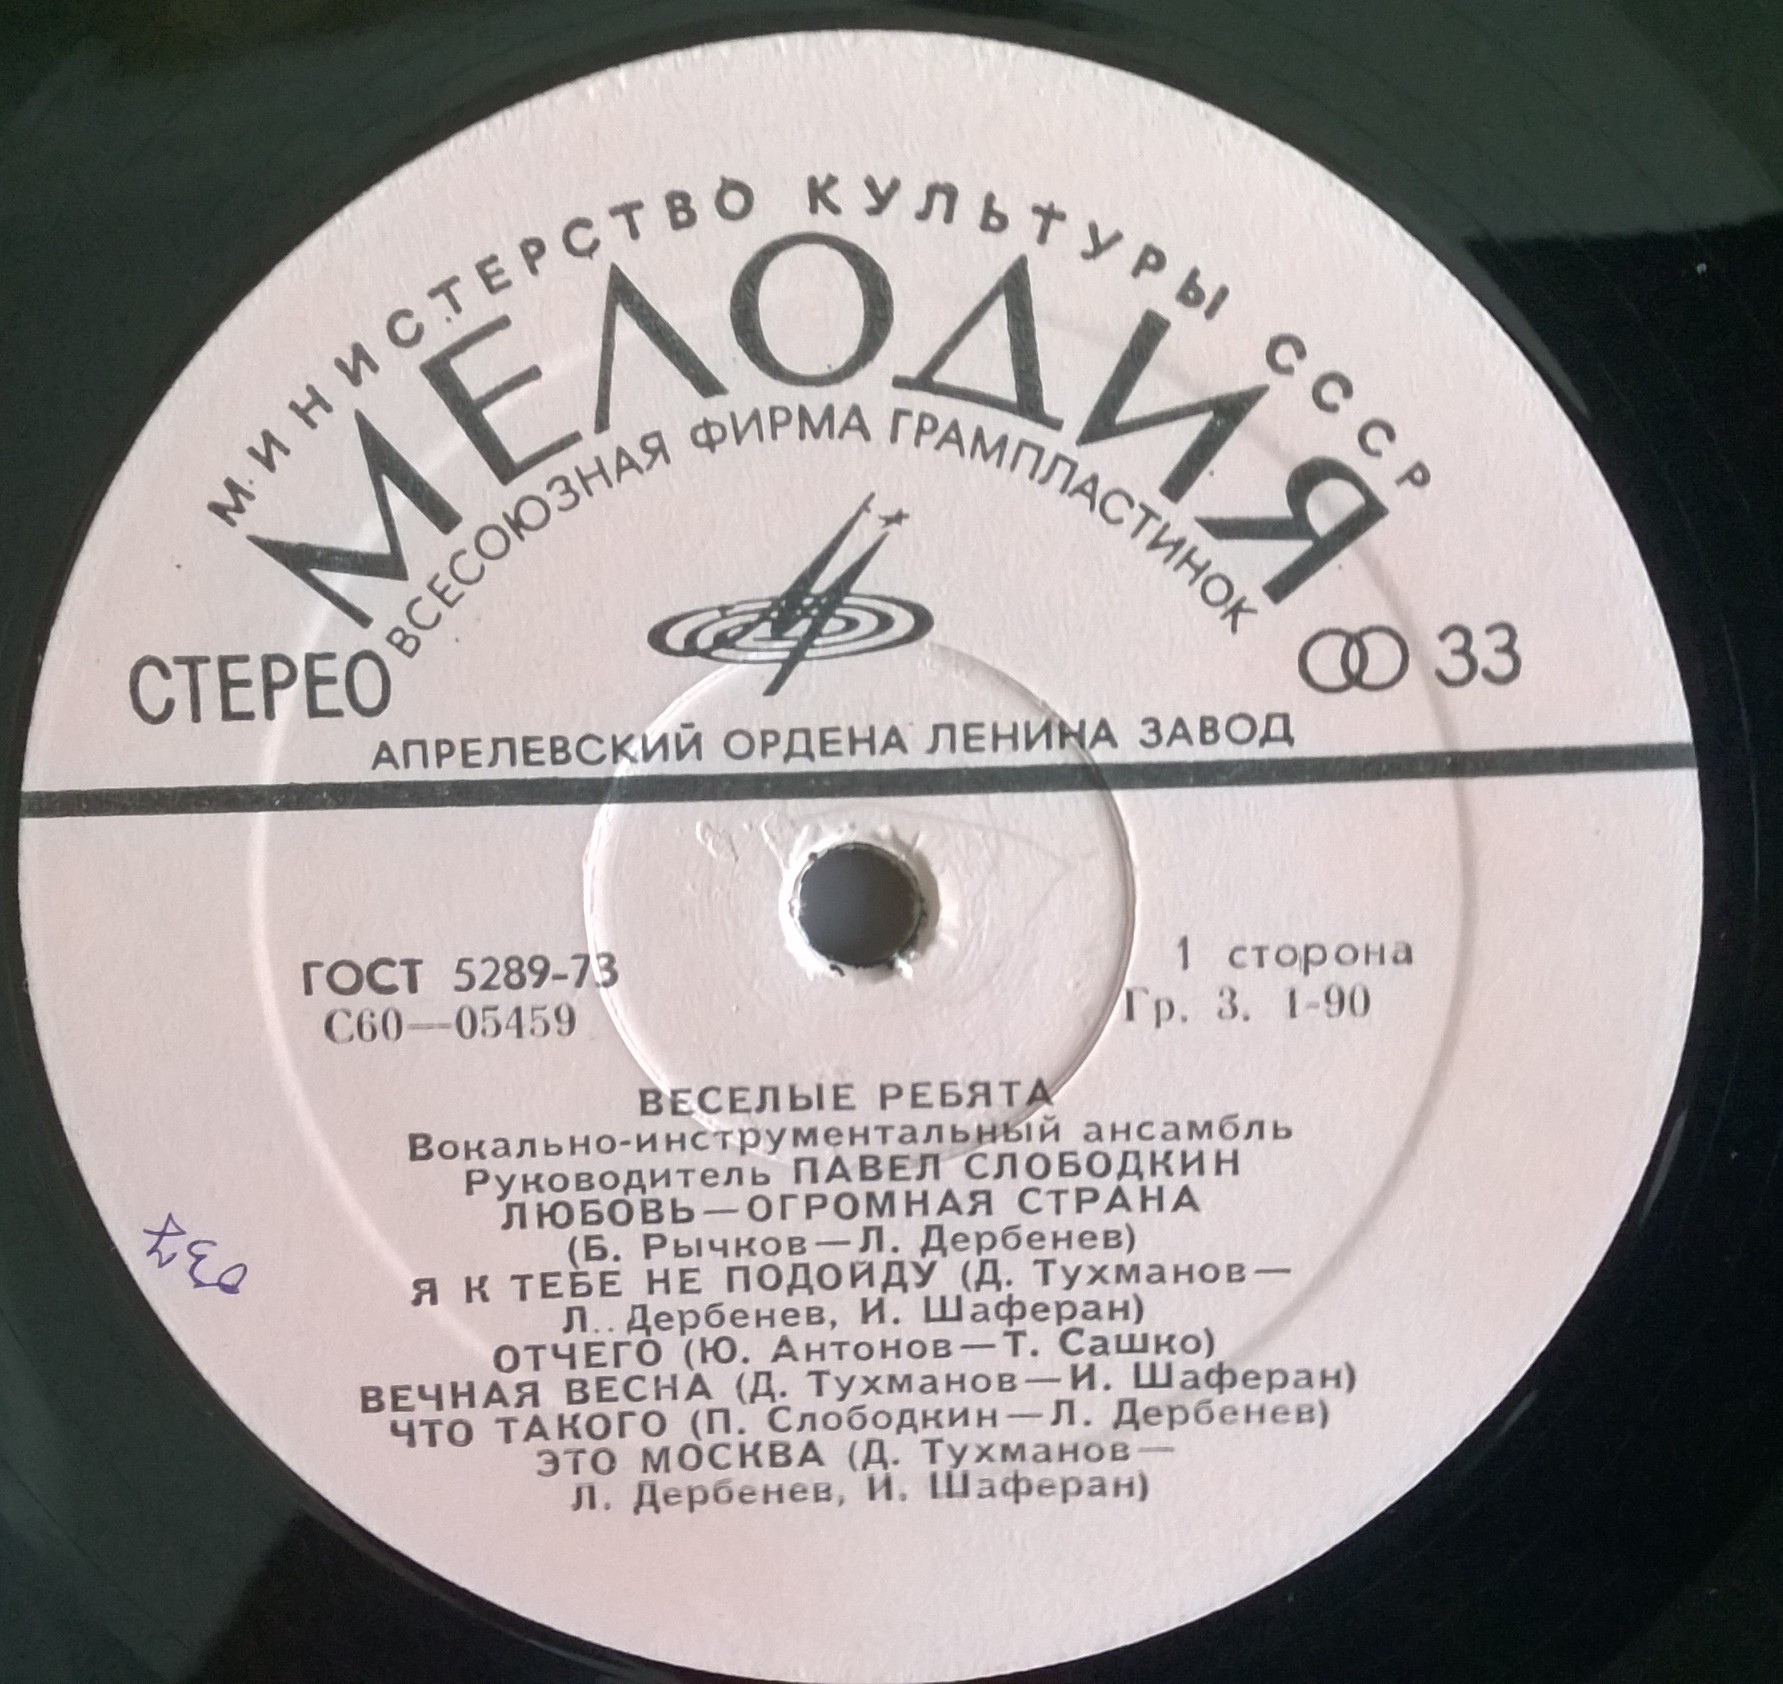 МИНИСТЕРСТВО КУЛЬТУРЫ СССР
МЕЛОДИЯ
ВСЕСОЮЗНАЯ ФИРМА ГРАМПЛАСТИНОК
СТЕРЕО
33
АПРЕЛЕВСКИЙ ОРДЕНА ЛЕНИНА ЗАВОД
ГОСТ 5289-73
1 сторона
С60—05459
Гр. 3. 1-90
ВЕСЕЛЫЕ РЕБЯТА
Вокально-инструментальный ансамбль
Руководитель ПАВЕЛ СЛОБОДКИН
ЛЮБОВЬ—ОГРОМНАЯ СТРАНА
(Б. Рычков—Л. Дербенев)
Я К ТЕБЕ НЕ ПОДОЙДУ (Д. Тухманов—
Л. Дербенев, И. Шаферан)
ОТЧЕГО (Ю. Антонов—Т. Сашко)
ВЕЧНАЯ ВЕСНА (Д. Тухманов—И. Шаферан)
ЧТО ТАКОГО (П. Слободкин—Л. Дербенев)
ЭТО МОСКВА (Д. Тухманов—
Л. Дербенев, И. Шаферан)